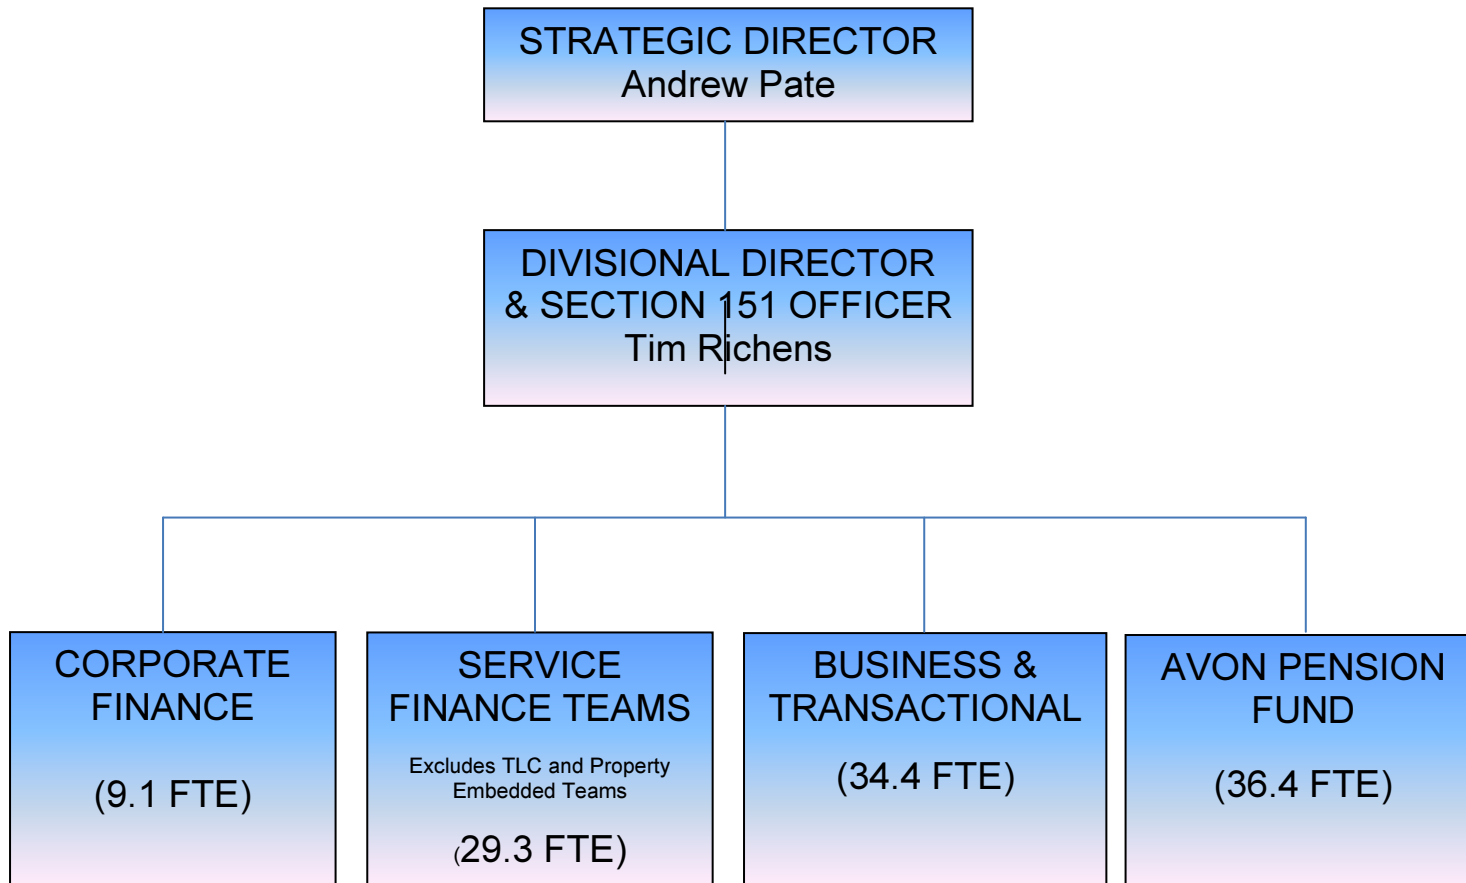 STRATEGIC DIRECTOR
Andrew Pate
DIVISIONAL DIRECTOR
& SECTION 151 OFFICER
Tim Richens
CORPORATE
FINANCE
(9.1 FTE)
SERVICE
FINANCE TEAMS
Excludes TLC and Property
Embedded Teams
(29.3 FTE)
BUSINESS &
TRANSACTIONAL
(34.4 FTE)
AVON PENSION
FUND
(36.4 FTE)